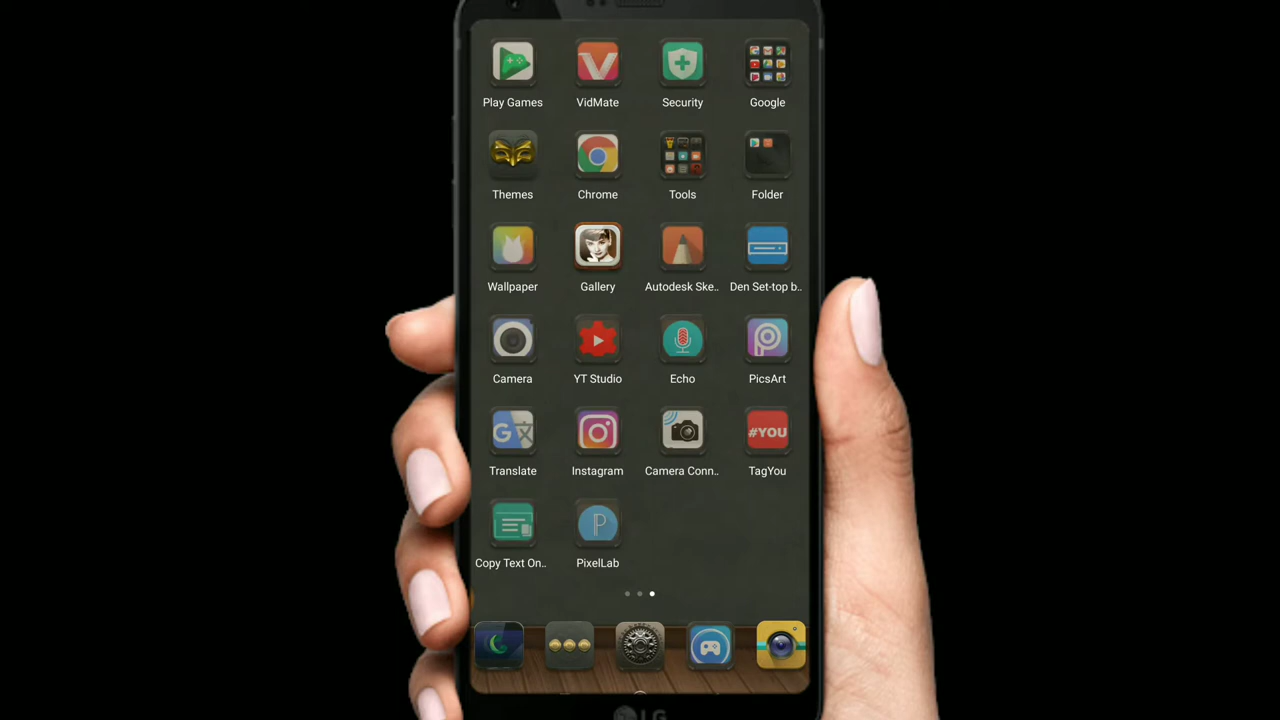 Play Games
VidMate
Security
Google
Themes
Chrome
Tools
Folder
Wallpaper
Gallery
Autodesk Ske..
Den Set-top b..
Camera
YT Studio
Echo
PicsArt
#YOU
Translate
Instagram
Camera Conn..
TagYou
Copy Text On..
PixelLab
LG